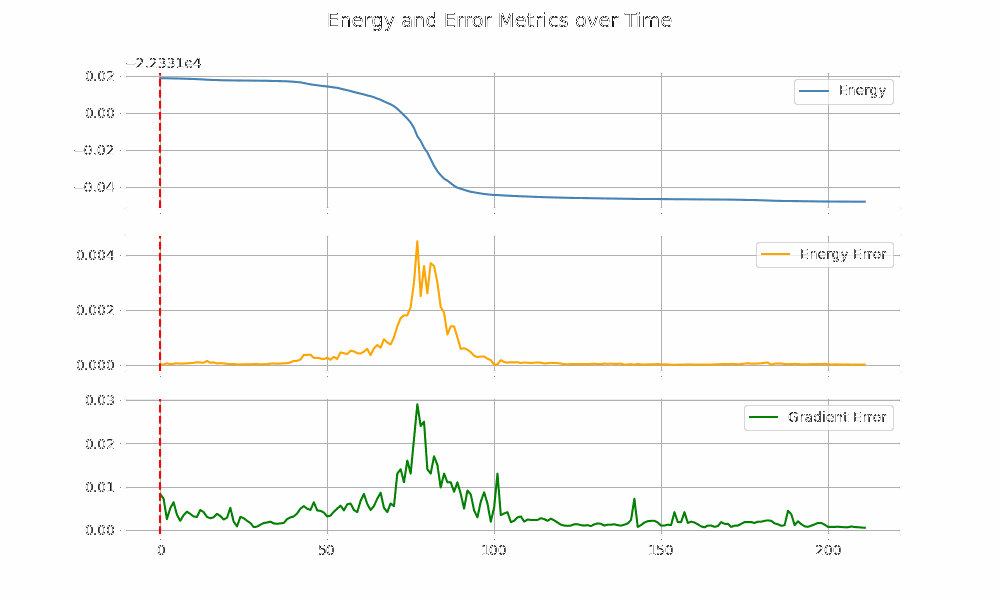 Energy and Error Metrics over Time
−2.2331e4
0.02
0.00
−0.02
−0.04
Energy
0.004
0.002
0.000
Energy Error
0.03
0.02
0.01
0.00
Gradient Error
0 50 100 150 200